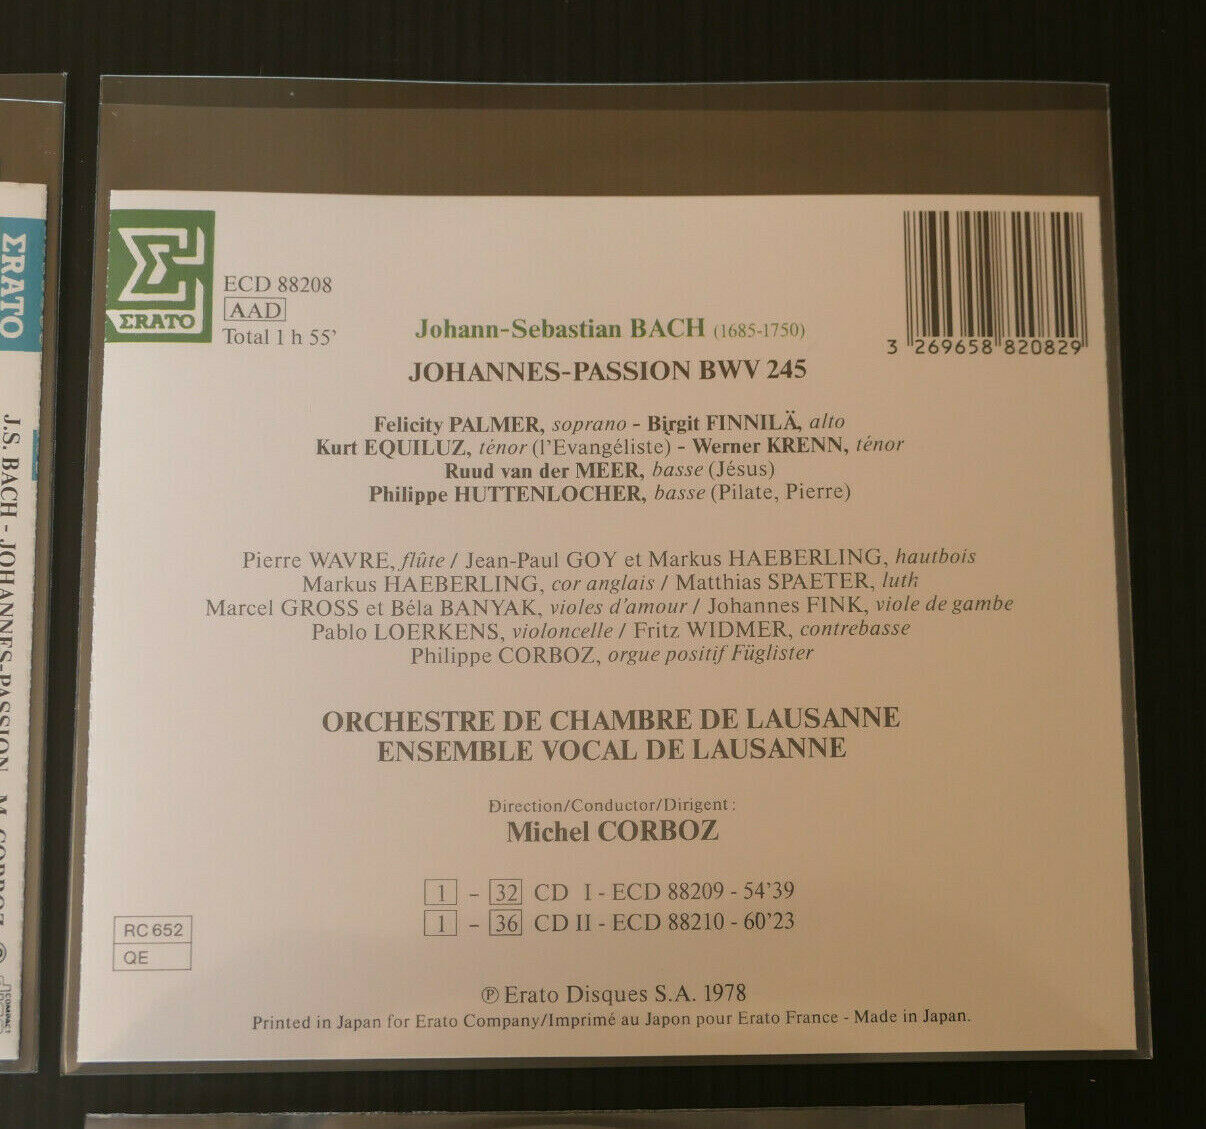 ΣRATO
ECD 88208
AAD
Total 1 h 55'
Johann-Sebastian BACH (1685-1750)
JOHANNES-PASSION BWV 245
3 269658 820829
Felicity PALMER, soprano - Birgit FINNILÄ, alto
Kurt EQUILUZ, ténor (l'Evangéliste) - Werner KRENN, ténor
Ruud van der MEER, basse (Jésus)
Philippe HUTTENLOCHER, basse (Pilate, Pierre)
Pierre WAVRE, flûte / Jean-Paul GOY et Markus HAEBERLING, hautbois
Markus HAEBERLING, cor anglais / Matthias SPAETER, luth
Marcel GROSS et Béla BANYAK, violes d'amour / Johannes FINK, viole de gambe
Pablo LOERKENS, violoncelle / Fritz WIDMER, contrebasse
Philippe CORBOZ, orgue positif Füglister
ORCHESTRE DE CHAMBRE DE LAUSANNE
ENSEMBLE VOCAL DE LAUSANNE
Direction/Conductor/Dirigent :
Michel CORBOZ
1 - 32 CD I - ECD 88209 - 54'39
1 - 36 CD II - ECD 88210 - 60'23
RC 652
QE
℗ Erato Disques S.A. 1978
Printed in Japan for Erato Company/Imprimé au Japon pour Erato France - Made in Japan.
ΣRATO
J.S. BACH - JOHANNES-PASSION M. CORBOZ
COMPACT